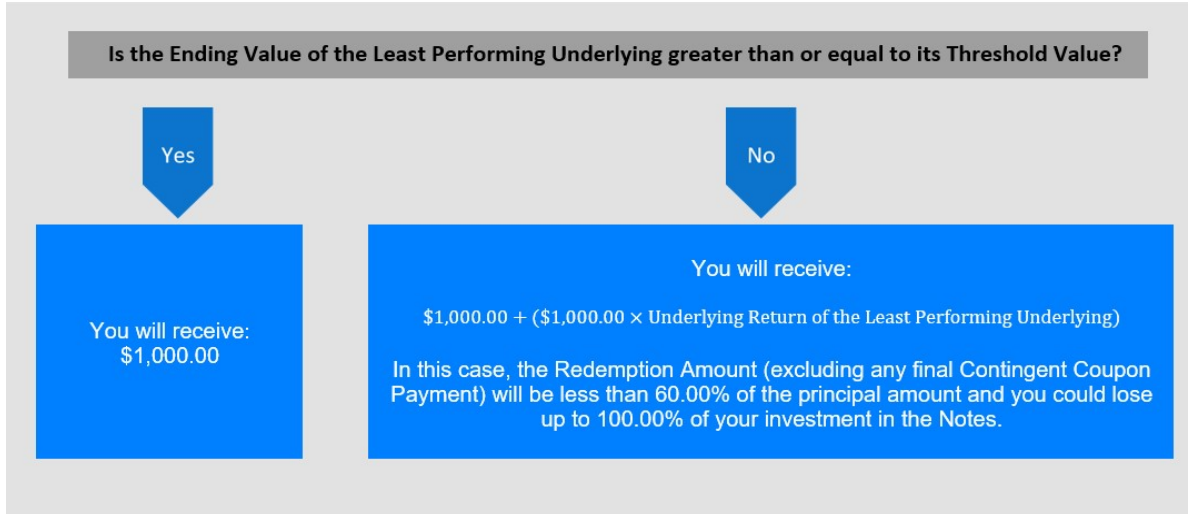 Is the Ending Value of the Least Performing Underlying greater than or equal to its Threshold Value?
Yes
No
You will receive:
$1,000.00
You will receive:
$1,000.00 + ($1,000.00 × Underlying Return of the Least Performing Underlying)
In this case, the Redemption Amount (excluding any final Contingent Coupon
Payment) will be less than 60.00% of the principal amount and you could lose
up to 100.00% of your investment in the Notes.